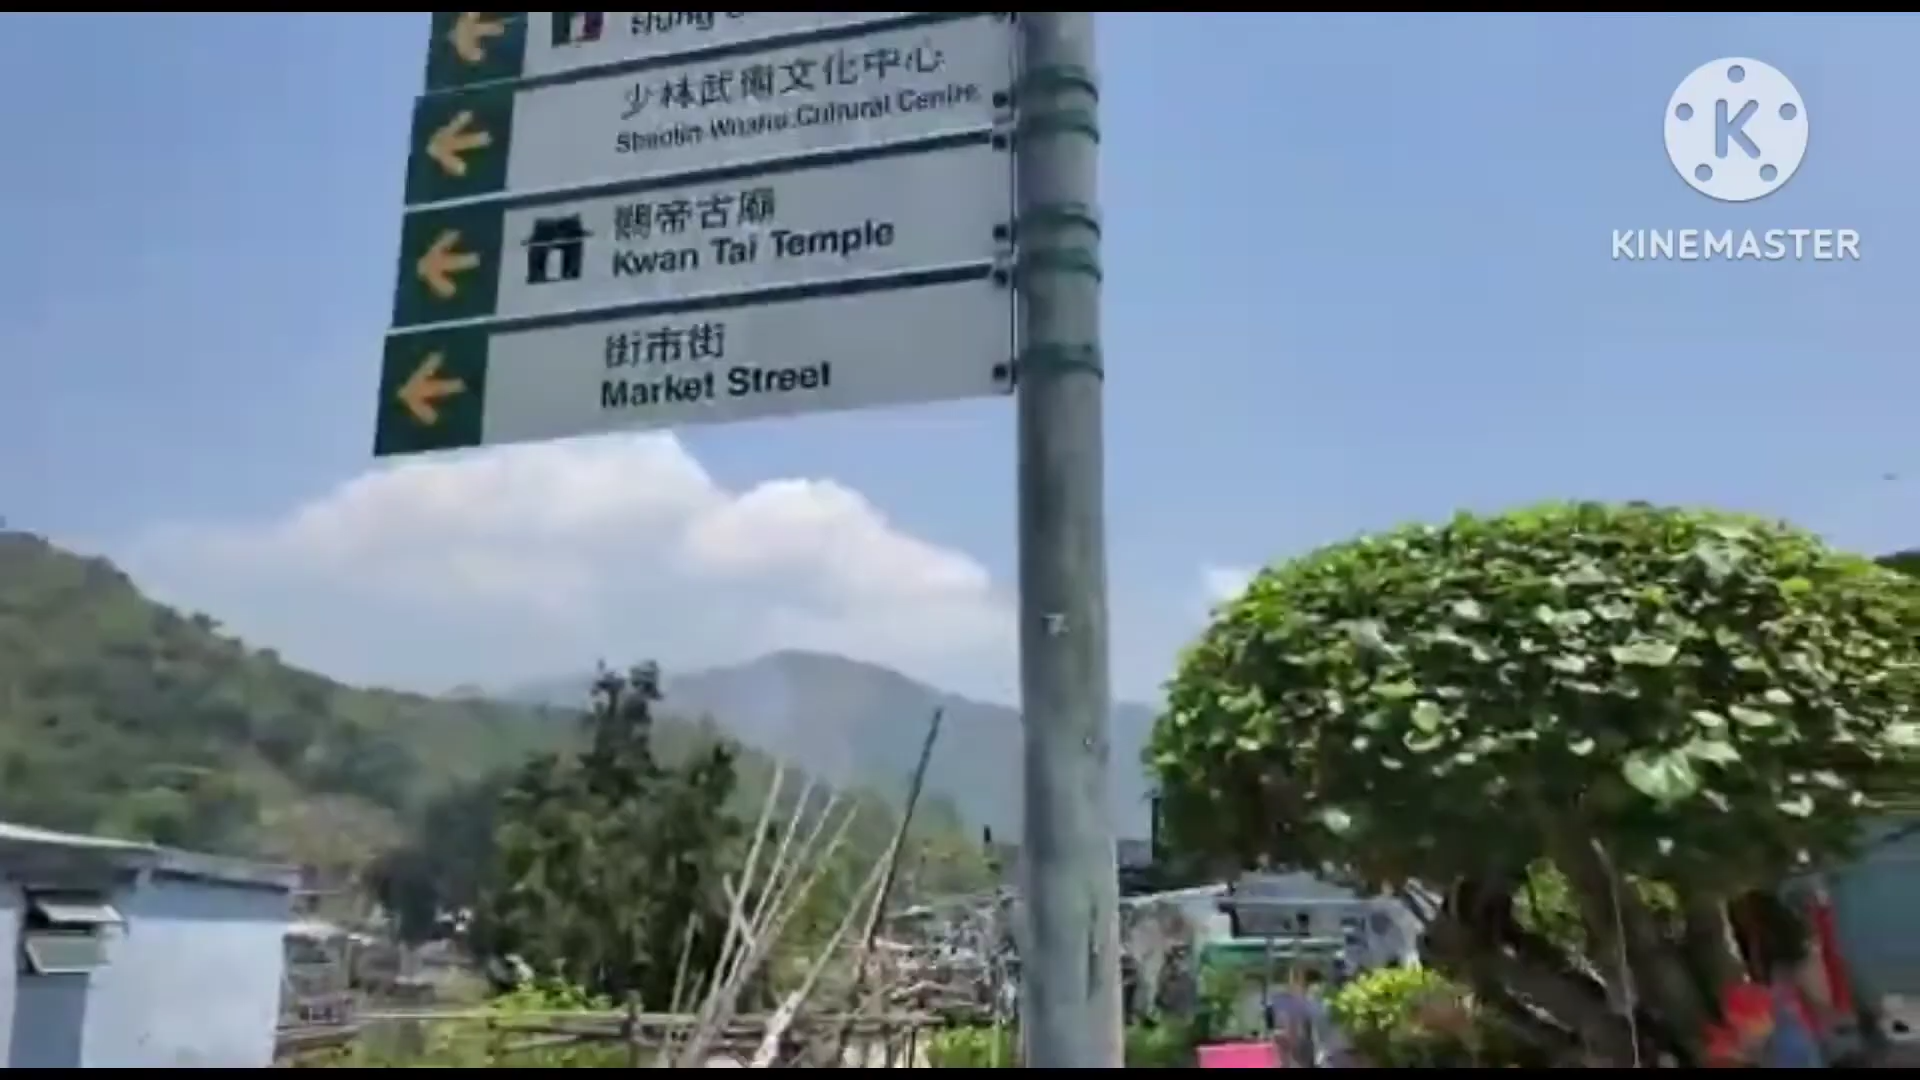 少林武術文化中心
Shaolin Wushu Cultural Centre
關帝古廟
Kwan Tai Temple
街市街
Market Street
K
KINEMASTER